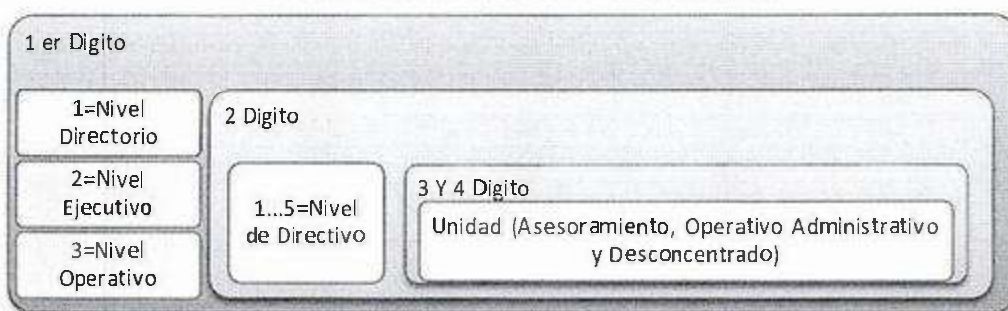 1 er Digito
1=Nivel
Directorio
2=Nivel
Ejecutivo
3=Nivel
Operativo
2 Digito
1...5=Nivel
de Directivo
3 Y 4 Digito
Unidad (Asesoramiento, Operativo Administrativo
y Desconcentrado)